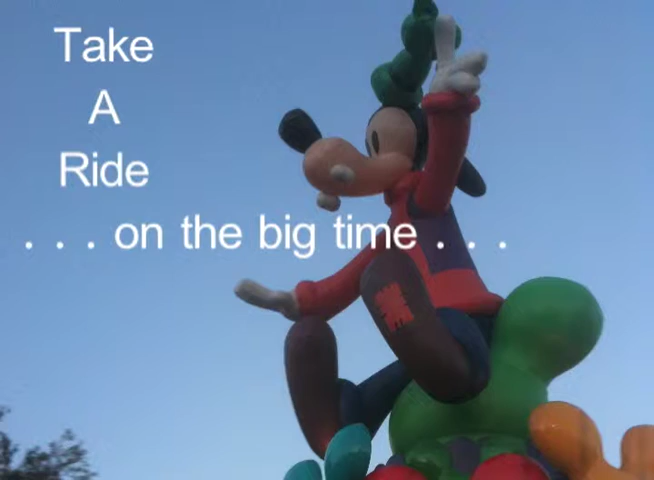 Take
A
Ride
. . . on the big time . . .